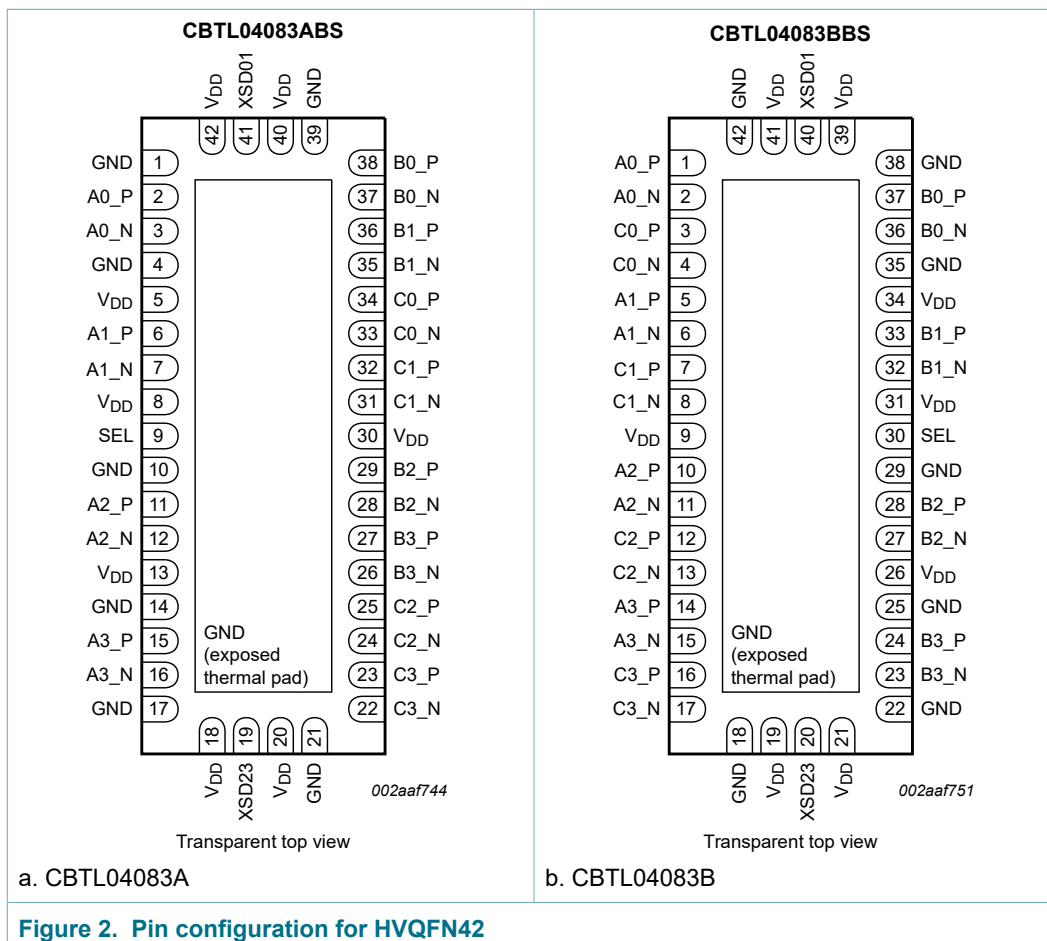 CBTL04083ABS
VDD XSD01 VDD GND
42 41 40 39
GND 1 38 B0_P
A0_P 2 37 B0_N
A0_N 3 36 B1_P
GND 4 35 B1_N
VDD 5 34 C0_P
A1_P 6 33 C0_N
A1_N 7 32 C1_P
VDD 8 31 C1_N
SEL 9 30 VDD
GND 10 29 B2_P
A2_P 11 28 B2_N
A2_N 12 27 B3_P
VDD 13 26 B3_N
GND 14 25 C2_P
A3_P 15 24 C2_N
A3_N 16 23 C3_P
GND 17 22 C3_N
GND
(exposed
thermal pad)
18 19 20 21
VDD XSD23 VDD GND
002aaf744
Transparent top view
a. CBTL04083A
CBTL04083BBS
GND VDD XSD01 VDD
42 41 40 39
A0_P 1 38 GND
A0_N 2 37 B0_P
C0_P 3 36 B0_N
C0_N 4 35 GND
A1_P 5 34 VDD
A1_N 6 33 B1_P
C1_P 7 32 B1_N
C1_N 8 31 VDD
VDD 9 30 SEL
A2_P 10 29 GND
A2_N 11 28 B2_P
C2_P 12 27 B2_N
C2_N 13 26 VDD
A3_P 14 25 GND
A3_N 15 24 B3_P
C3_P 16 23 B3_N
C3_N 17 22 GND
GND
(exposed
thermal pad)
18 19 20 21
GND VDD XSD23 VDD
002aaf751
Transparent top view
b. CBTL04083B
Figure 2. Pin configuration for HVQFN42